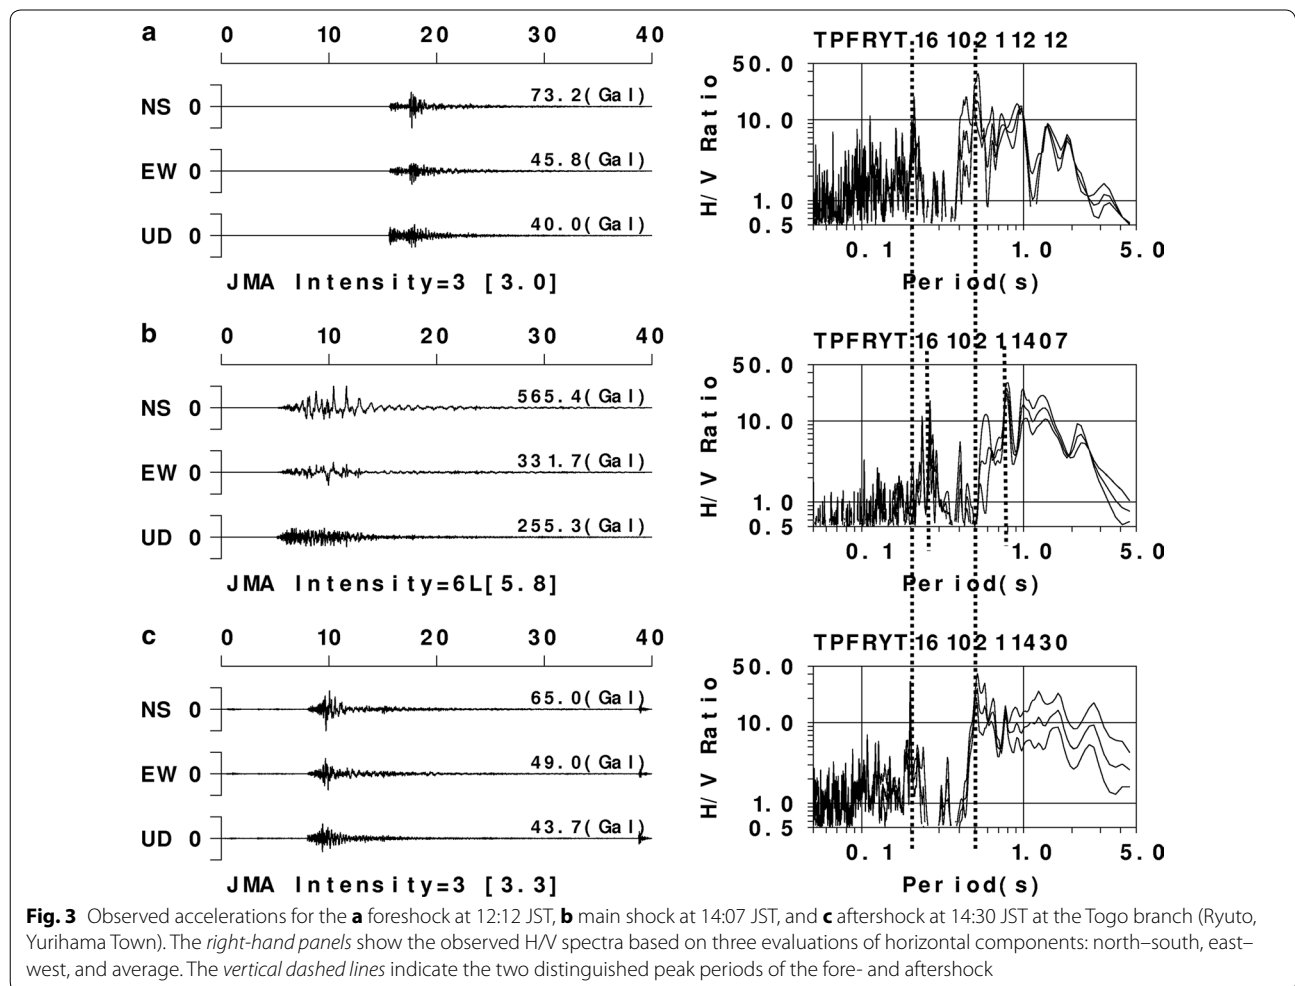 a
0 10 20 30 40
NS 0 73.2(Gal)
EW 0 45.8(Gal)
UD 0 40.0(Gal)
JMA Intensity=3 [3.0]
TPFRYT 16 102 112 12
50.0
10.0
1.0
0.5
H/V Ratio
0.1 1.0 5.0
Period(s)
b
0 10 20 30 40
NS 0 565.4(Gal)
EW 0 331.7(Gal)
UD 0 255.3(Gal)
JMA Intensity=6L[5.8]
TPFRYT 16 102 11407
50.0
10.0
1.0
0.5
H/V Ratio
0.1 1.0 5.0
Period(s)
c
0 10 20 30 40
NS 0 65.0(Gal)
EW 0 49.0(Gal)
UD 0 43.7(Gal)
JMA Intensity=3 [3.3]
TPFRYT 16 102 11430
50.0
10.0
1.0
0.5
H/V Ratio
0.1 1.0 5.0
Period(s)
Fig. 3 Observed accelerations for the a foreshock at 12:12 JST, b main shock at 14:07 JST, and c aftershock at 14:30 JST at the Togo branch (Ryuto,
Yurihama Town). The right-hand panels show the observed H/V spectra based on three evaluations of horizontal components: north–south, east–
west, and average. The vertical dashed lines indicate the two distinguished peak periods of the fore- and aftershock